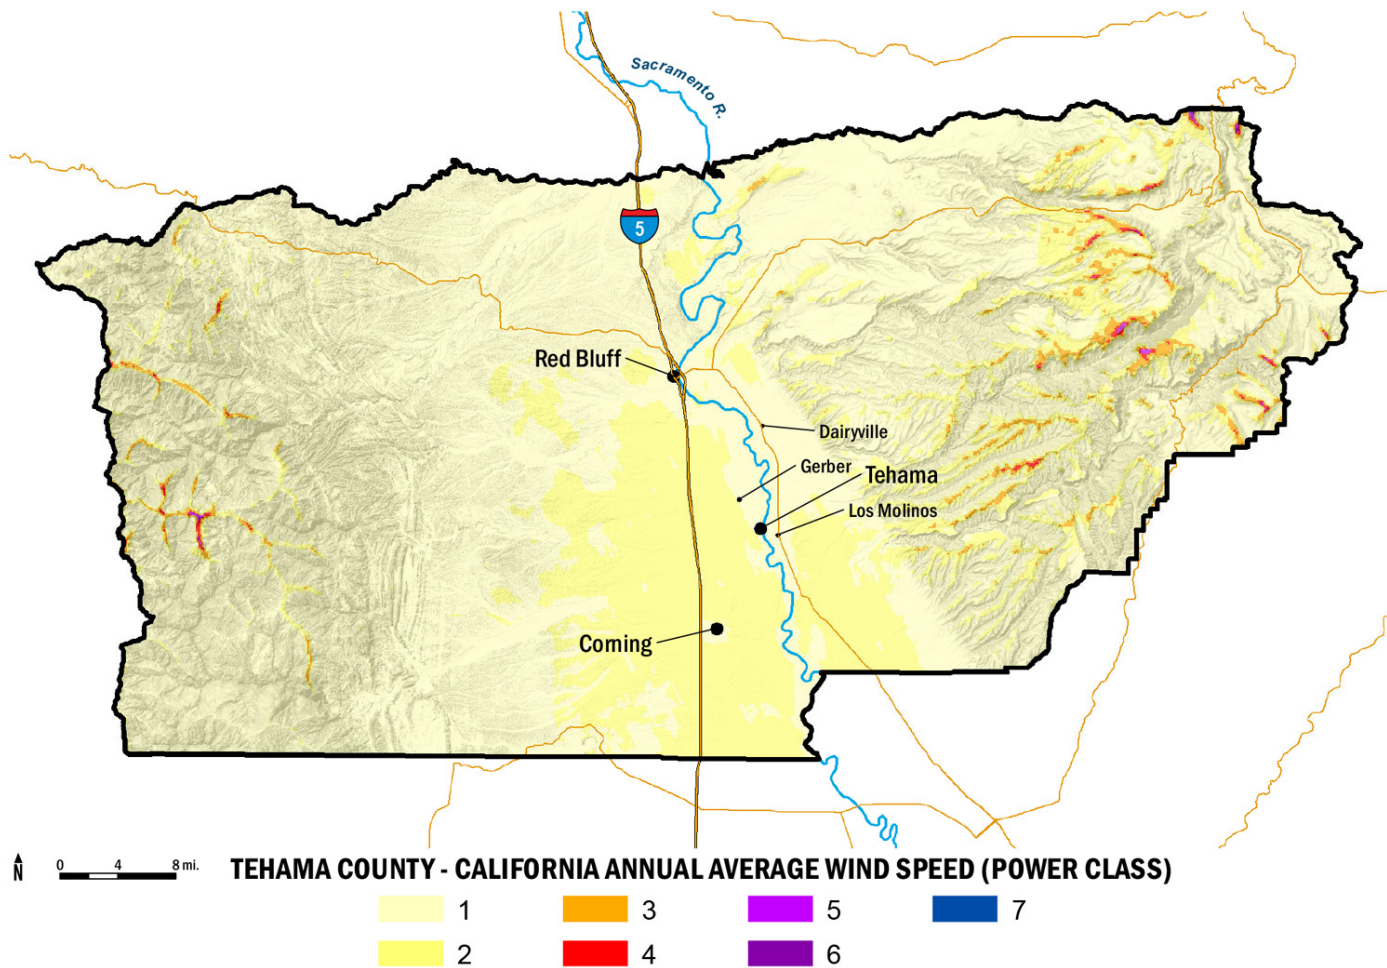 Sacramento R.
5
Red Bluff
Dairyville
Gerber
Tehama
Los Molinos
Corning
N
0 4 8 mi.
TEHAMA COUNTY - CALIFORNIA ANNUAL AVERAGE WIND SPEED (POWER CLASS)
1 3 5 7
2 4 6